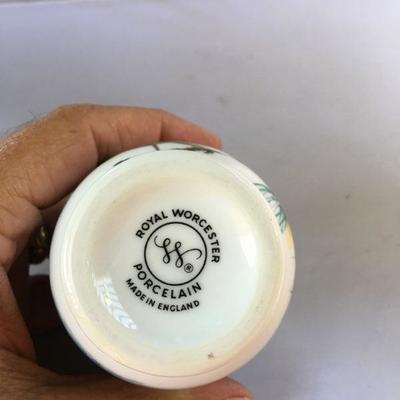 ROYAL WORCESTER
®
PORCELAIN
MADE IN ENGLAND